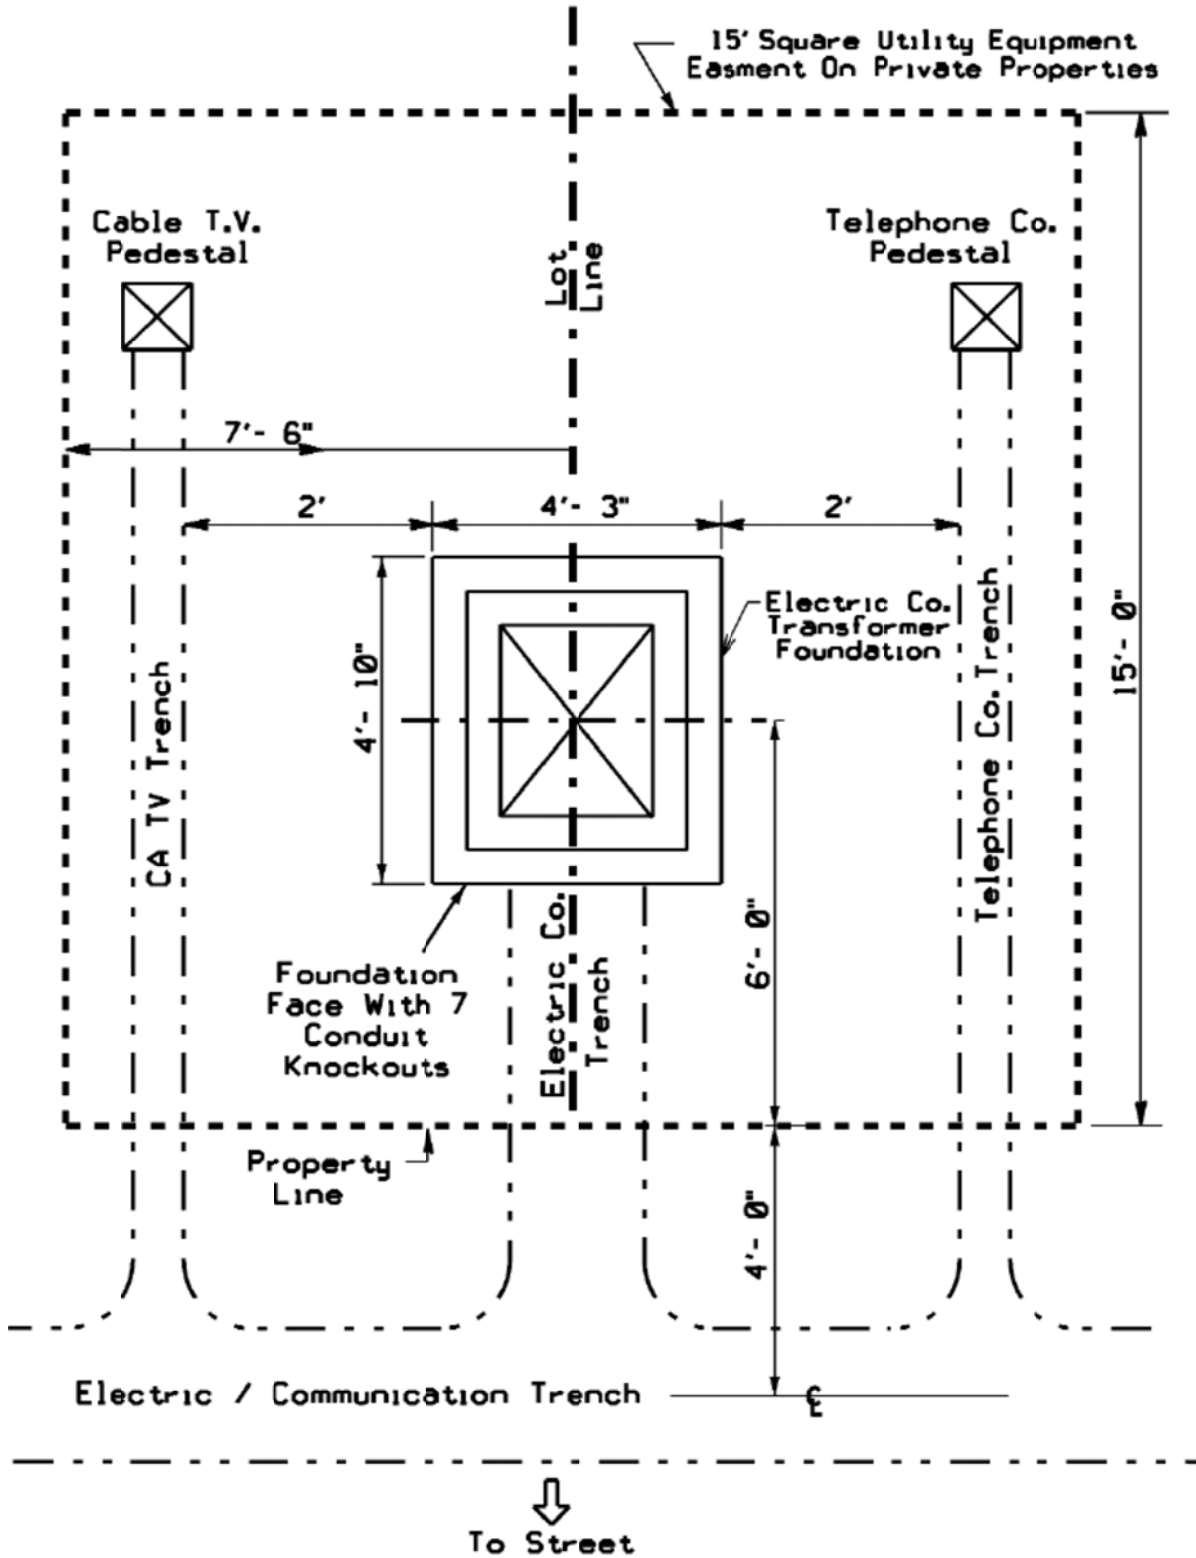 15' Square Utility Equipment
Easment On Private Properties
Cable T.V.
Pedestal
Telephone Co.
Pedestal
Lot
Line
7'- 6"
2'
4'- 3"
2'
Electric Co.
Transformer
Foundation
4'- 10"
15'- 0"
CA TV Trench
Telephone Co. Trench
Foundation
Face With 7
Conduit
Knockouts
Electric Co.
Trench
6'- 0"
Property
Line
4'- 0"
Electric / Communication Trench
℄
To Street